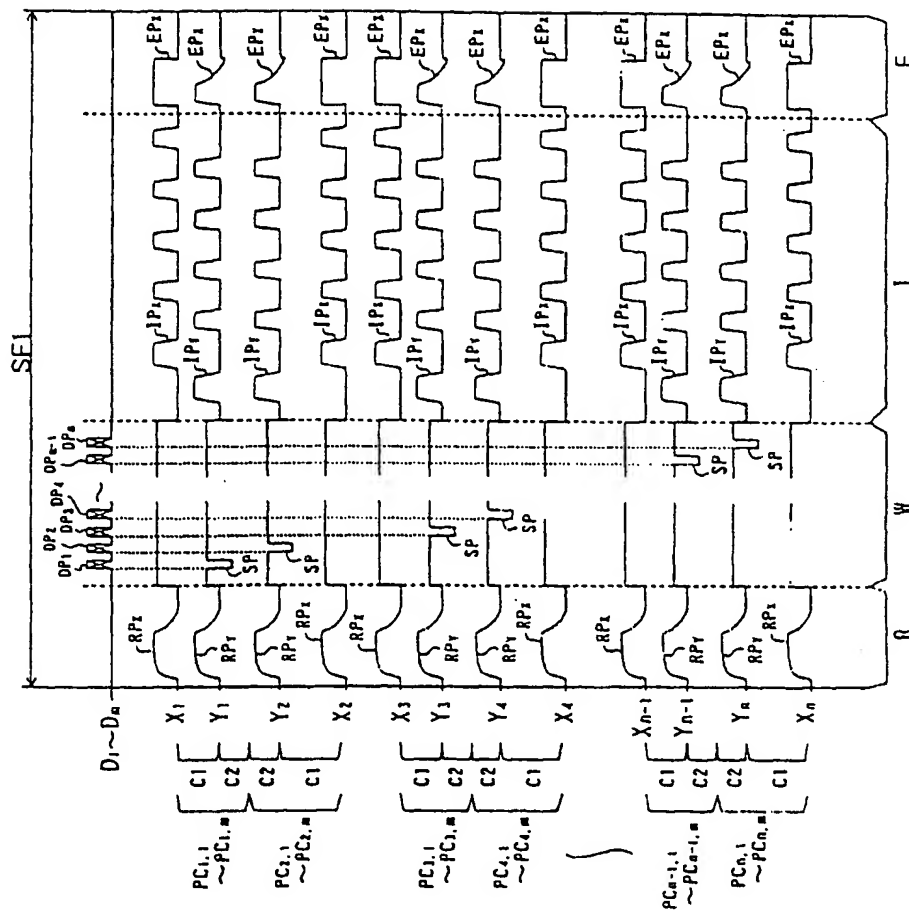 SF1
DP1 DP2 DP3 DP4 ~ DPn-1 DPn
D1~Dm
X1 RPX IPX EPX
PC1,1 ~PC1,m C1 Y1 RPY SP IPY EPX
C2
PC2,1 ~PC2,m C2 Y2 RPY SP IPY EPX
C1 X2 RPX IPX EPX
X3 RPX IPX EPX
PC3,1 ~PC3,m C1 Y3 RPY SP IPY EPX
C2
PC4,1 ~PC4,m C2 Y4 RPY SP IPY EPX
C1 X4 RPX IPX EPX
Xn-1 RPX IPX EPX
PCn-1,1 ~PCn-1,m C1 Yn-1 RPY SP IPY EPX
C2
PCn,1 ~PCn,m C2 Yn RPY SP IPY EPX
C1 Xn RPX IPX EPX
R W I E